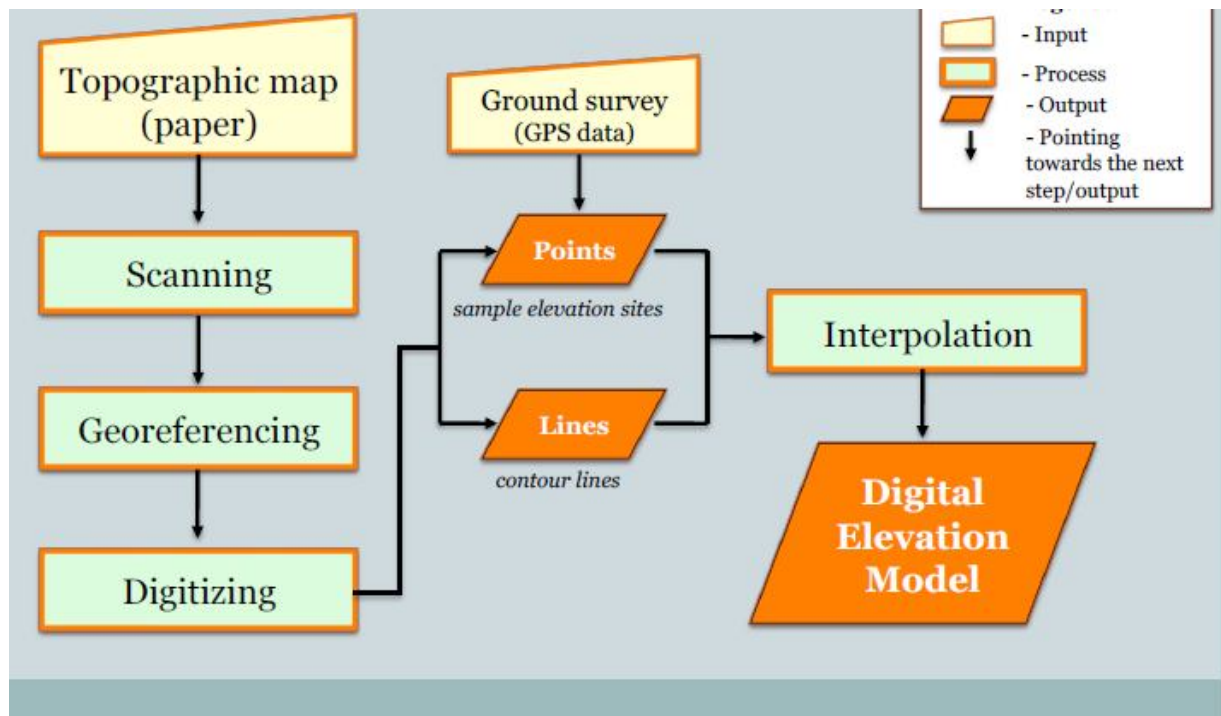 Topographic map
(paper)
Scanning
Georeferencing
Digitizing
Ground survey
(GPS data)
Points
sample elevation sites
Lines
contour lines
Interpolation
Digital
Elevation
Model
- Input
- Process
- Output
- Pointing
towards the next
step/output